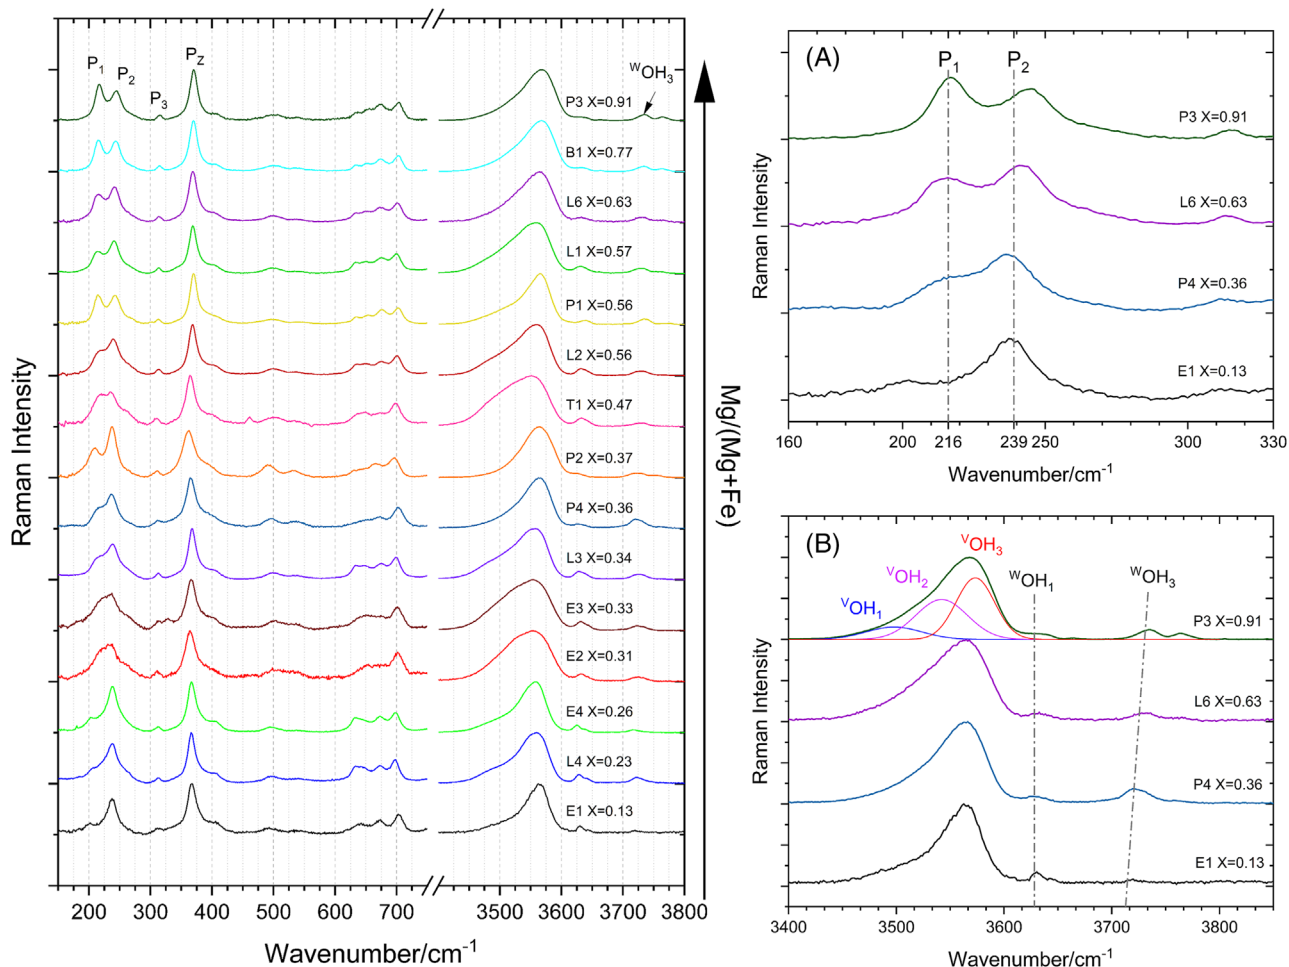 P1
P2
P3
PZ
WOH3
P3 X=0.91
B1 X=0.77
L6 X=0.63
L1 X=0.57
P1 X=0.56
L2 X=0.56
T1 X=0.47
P2 X=0.37
P4 X=0.36
L3 X=0.34
E3 X=0.33
E2 X=0.31
E4 X=0.26
L4 X=0.23
E1 X=0.13
Raman Intensity
200 300 400 500 600 700 3500 3600 3700 3800
Wavenumber/cm-1
Mg/(Mg+Fe)
(A)
P1
P2
P3 X=0.91
L6 X=0.63
P4 X=0.36
E1 X=0.13
Raman Intensity
160 200 216 239 250 300 330
Wavenumber/cm-1
(B)
VOH1
VOH2
VOH3
WOH1
WOH3
P3 X=0.91
L6 X=0.63
P4 X=0.36
E1 X=0.13
Raman Intensity
3400 3500 3600 3700 3800
Wavenumber/cm-1